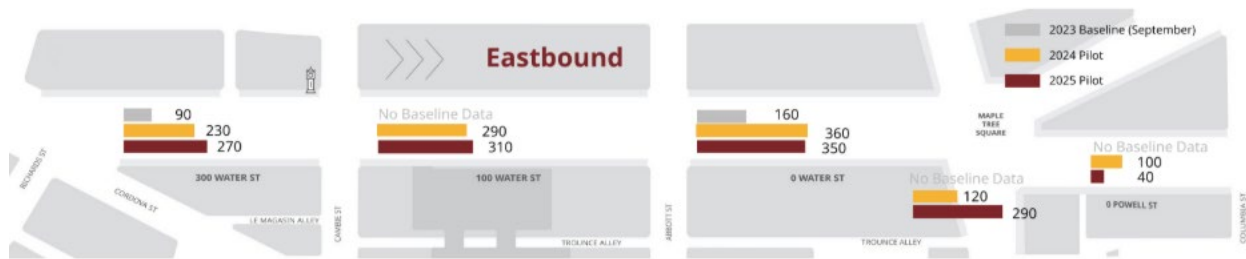 Eastbound
2023 Baseline (September)
2024 Pilot
2025 Pilot
90
230
270
No Baseline Data
290
310
160
360
350
MAPLE
TREE
SQUARE
No Baseline Data
100
40
RICHARDS ST
CORDOVA ST
300 WATER ST
LE MAGASIN ALLEY
CAMBIE ST
100 WATER ST
TROUNCE ALLEY
ABBOTT ST
0 WATER ST
No Baseline Data
120
290
TROUNCE ALLEY
0 POWELL ST
COLUMBIA ST